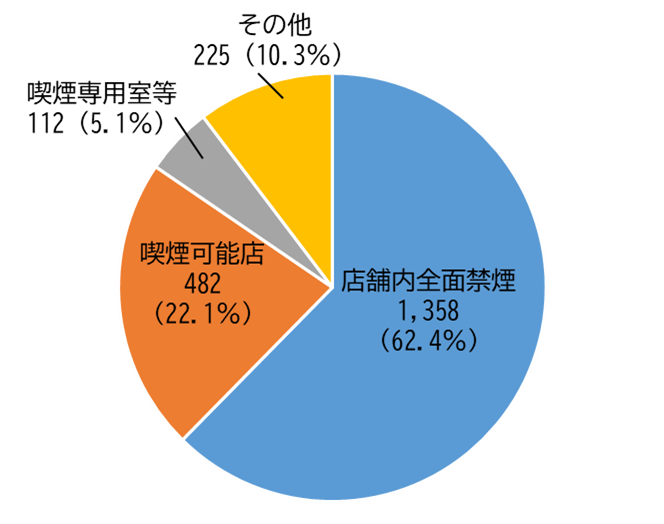 その他
225（10.3%）
喫煙専用室等
112（5.1%）
喫煙可能店
482
（22.1%）
店舗内全面禁煙
1,358
（62.4%）